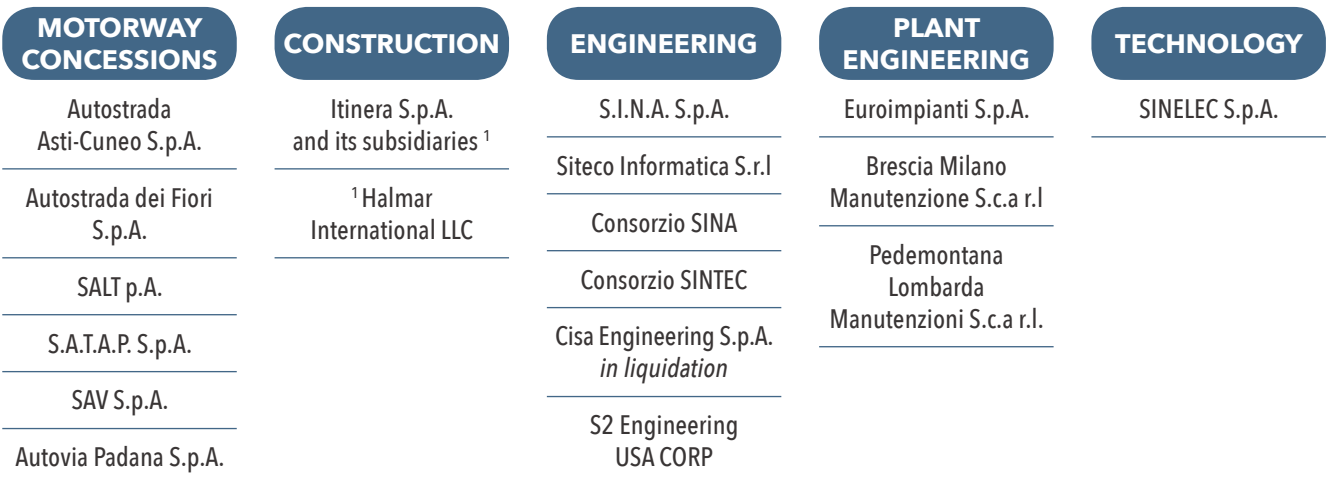 MOTORWAY
CONCESSIONS
Autostrada
Asti-Cuneo S.p.A.
Autostrada dei Fiori
S.p.A.
SALT p.A.
S.A.T.A.P. S.p.A.
SAV S.p.A.
Autovia Padana S.p.A.
CONSTRUCTION
Itinera S.p.A.
and its subsidiaries 1
1 Halmar
International LLC
ENGINEERING
S.I.N.A. S.p.A.
Siteco Informatica S.r.l
Consorzio SINA
Consorzio SINTEC
Cisa Engineering S.p.A.
in liquidation
S2 Engineering
USA CORP
PLANT
ENGINEERING
Euroimpianti S.p.A.
Brescia Milano
Manutenzione S.c.a r.l
Pedemontana
Lombarda
Manutenzioni S.c.a r.l.
TECHNOLOGY
SINELEC S.p.A.